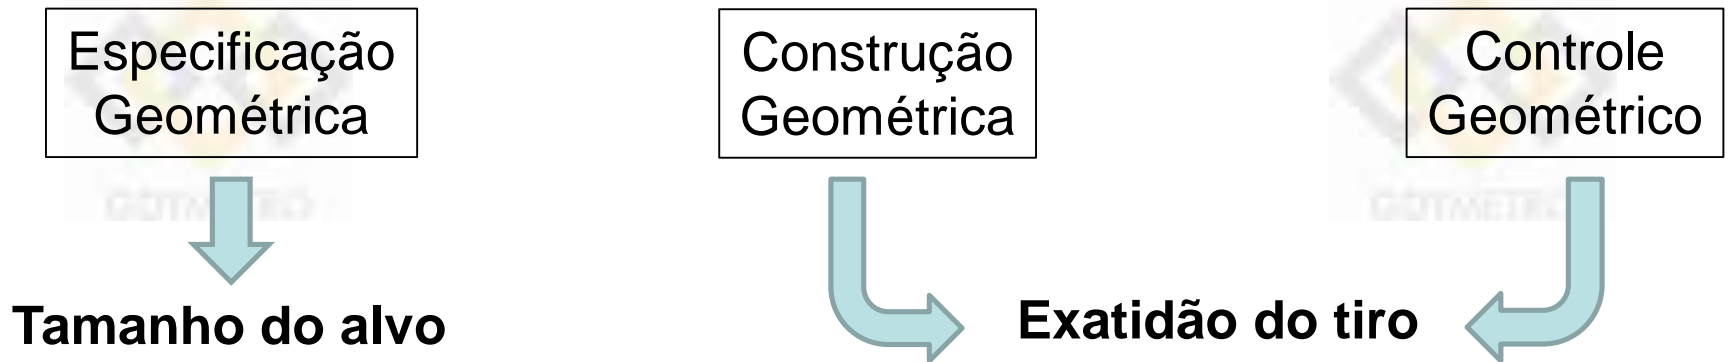 Especificação
Geométrica
Construção
Geométrica
Controle
Geométrico
Tamanho do alvo
Exatidão do tiro